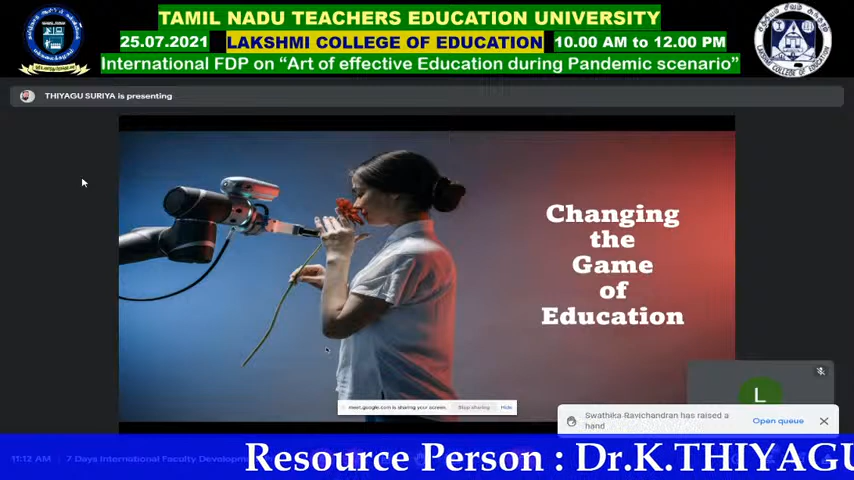 TAMIL NADU TEACHERS EDUCATION UNIVERSITY
25.07.2021 LAKSHMI COLLEGE OF EDUCATION 10.00 AM to 12.00 PM
International FDP on “Art of effective Education during Pandemic scenario”
THIYAGU SURIYA is presenting
Changing
the
Game
of
Education
L
meet.google.com is sharing your screen. Stop sharing Hide
Swathika Ravichandran has raised a
hand
Open queue
11:12 AM 7 Days International Faculty Developm
Resource Person : Dr.K.THIYAGU